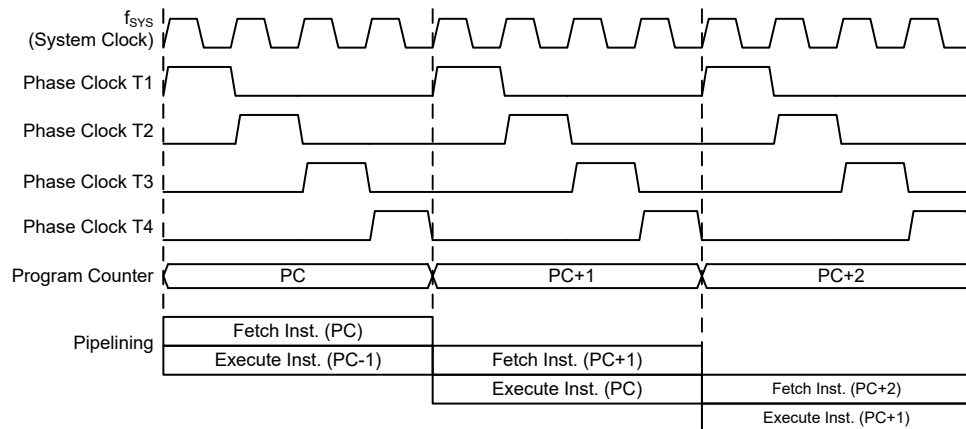 fSYS
(System Clock)
Phase Clock T1
Phase Clock T2
Phase Clock T3
Phase Clock T4
Program Counter PC PC+1 PC+2
Pipelining
Fetch Inst. (PC)
Execute Inst. (PC-1) Fetch Inst. (PC+1)
Execute Inst. (PC) Fetch Inst. (PC+2)
Execute Inst. (PC+1)